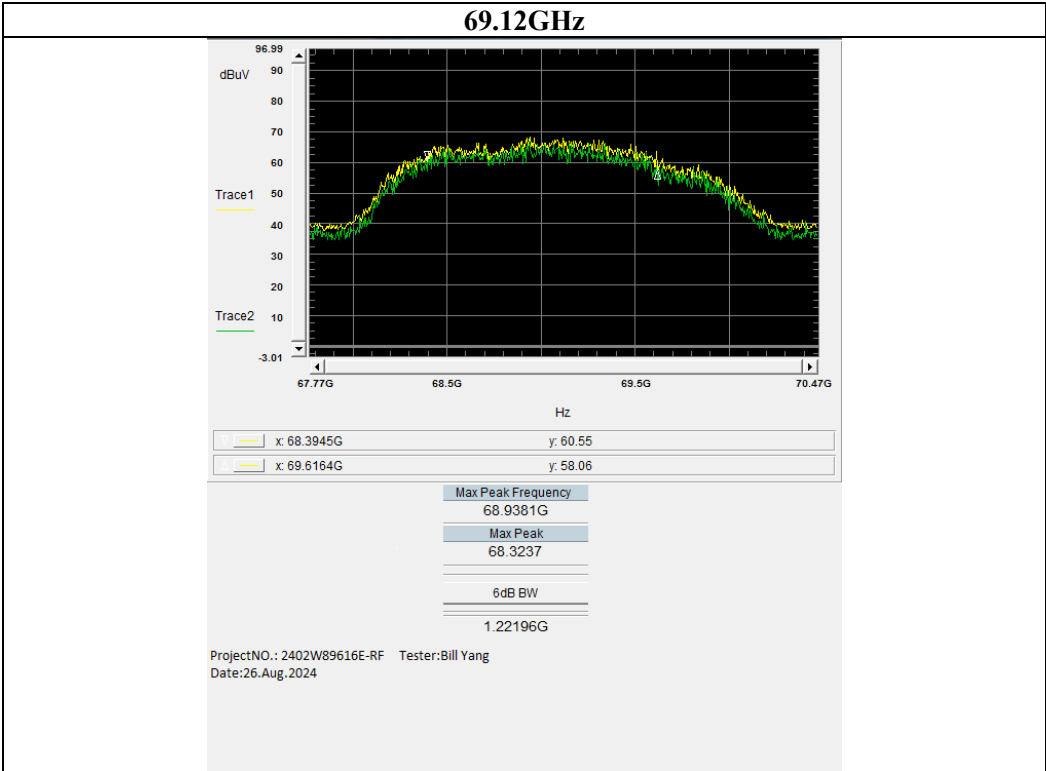 69.12GHz
96.99
dBuV
90
80
70
60
Trace1
50
40
30
20
Trace2
10
-3.01
67.77G 68.5G 69.5G 70.47G
Hz
x: 68.3945G y: 60.55
x: 69.6164G y: 58.06
Max Peak Frequency
68.9381G
Max Peak
68.3237
6dB BW
1.22196G
ProjectNO.: 2402W89616E-RF Tester:Bill Yang
Date:26.Aug.2024